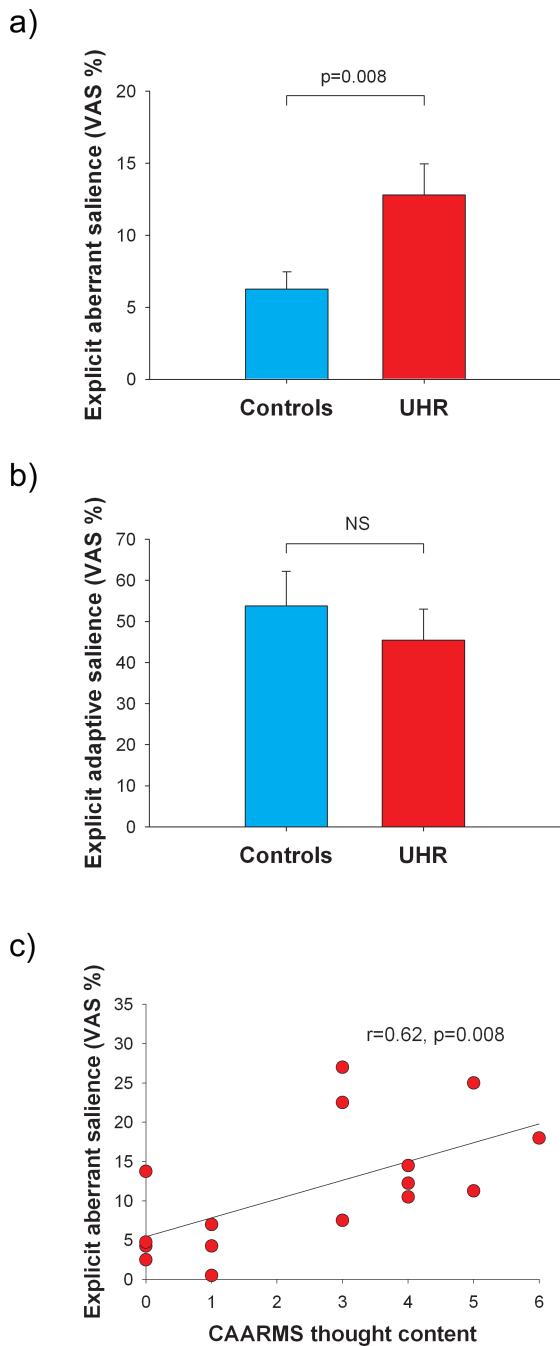 a)
Explicit aberrant salience (VAS %)
p=0.008
20
15
10
5
0
Controls UHR
b)
Explicit adaptive salience (VAS %)
NS
70
60
50
40
30
20
10
0
Controls UHR
c)
Explicit aberrant salience (VAS %)
35
30
25
20
15
10
5
0
r=0.62, p=0.008
0 1 2 3 4 5 6
CAARMS thought content